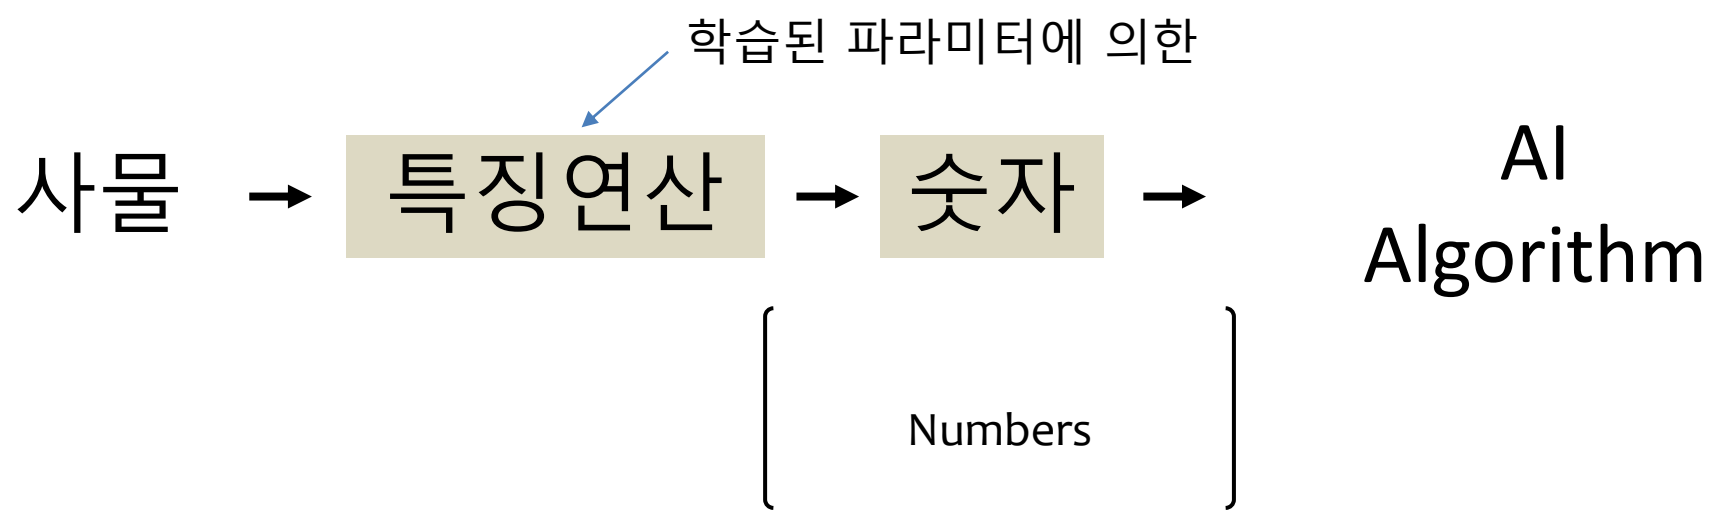 학습된 파라미터에 의한
사물 → 특징연산 → 숫자 → AI
Algorithm
Numbers